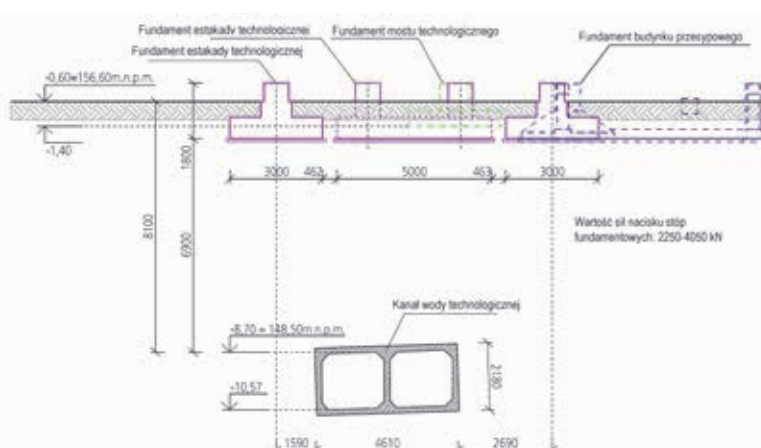 Fundament estakady technologicznej
Fundament mostu technologicznego
Fundament estakady technologicznej
Fundament budynku przesypowego
-0,60=156,60m.n.p.m.
-1,40
1800
3000
462
5000
463
3000
8100
6900
Wartość sił nacisku stóp
fundamentowych: 2250-4050 kN
Kanał wody technologicznej
-8,70 = 148,50m n.p.m.
2180
-10,57
1590
4610
2690